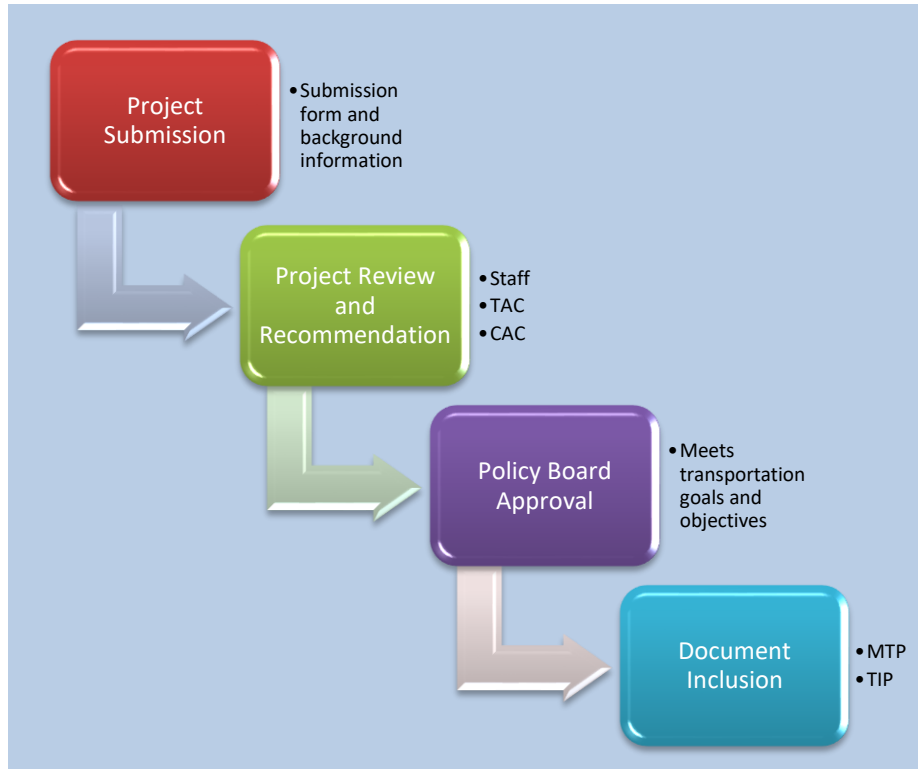 Project
Submission
•Submission
form and
background
information
Project Review
and
Recommendation
•Staff
•TAC
•CAC
Policy Board
Approval
•Meets
transportation
goals and
objectives
Document
Inclusion
•MTP
•TIP